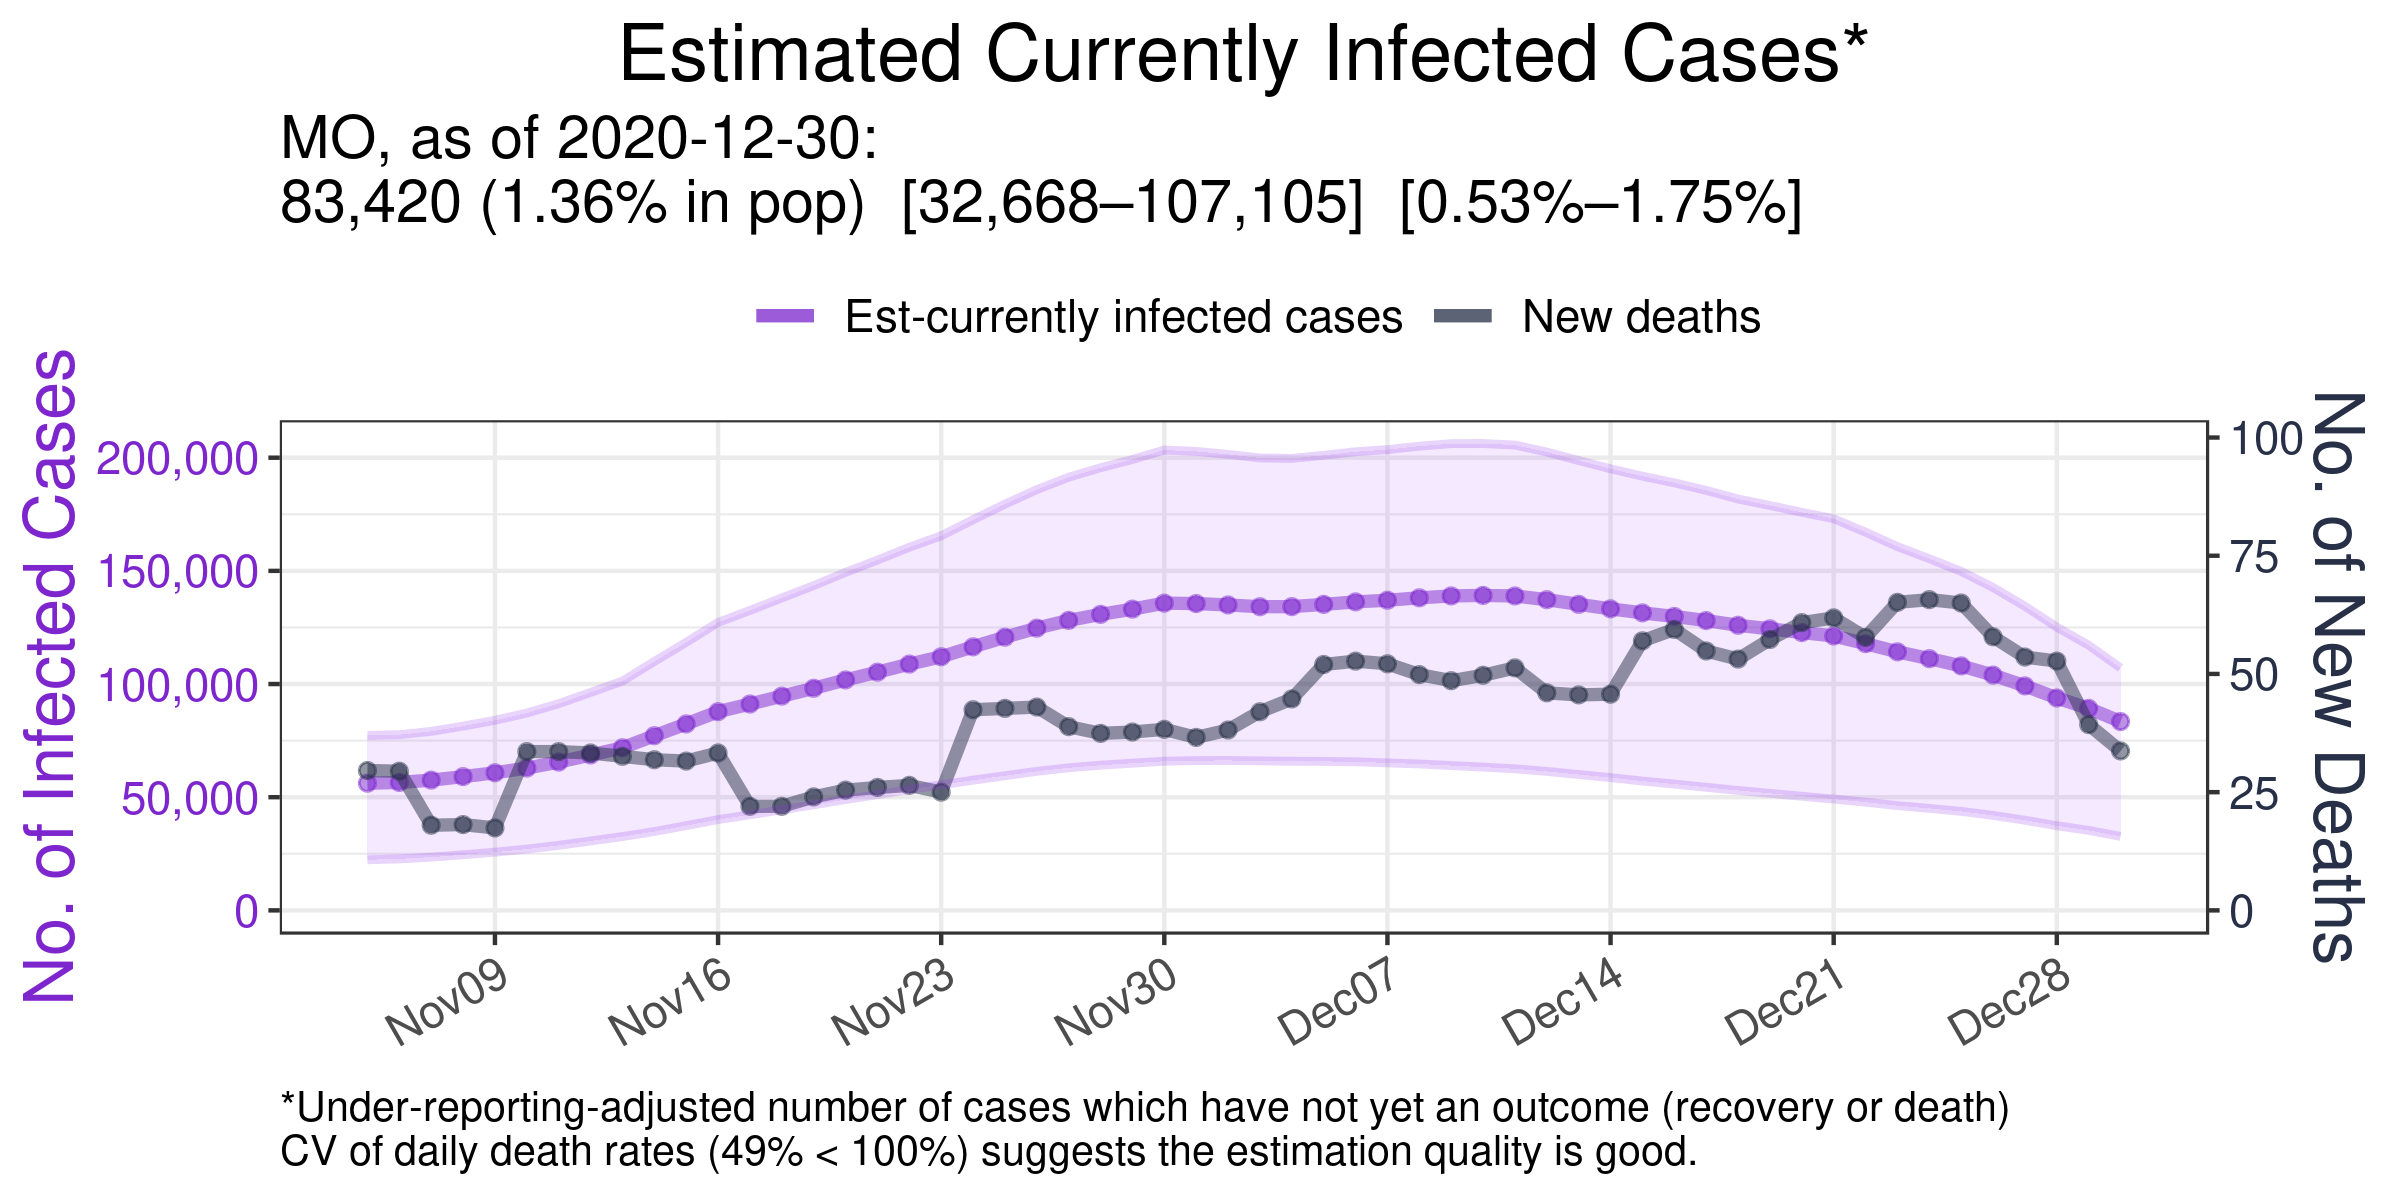 Estimated Currently Infected Cases*
MO, as of 2020-12-30:
83,420 (1.36% in pop)  [32,668–107,105]  [0.53%–1.75%]
Est-currently infected cases
New deaths
No. of Infected Cases
200,000
150,000
100,000
50,000
0
100
75
50
25
0
No. of New Deaths
Nov09
Nov16
Nov23
Nov30
Dec07
Dec14
Dec21
Dec28
*Under-reporting-adjusted number of cases which have not yet an outcome (recovery or death)
CV of daily death rates (49% < 100%) suggests the estimation quality is good.